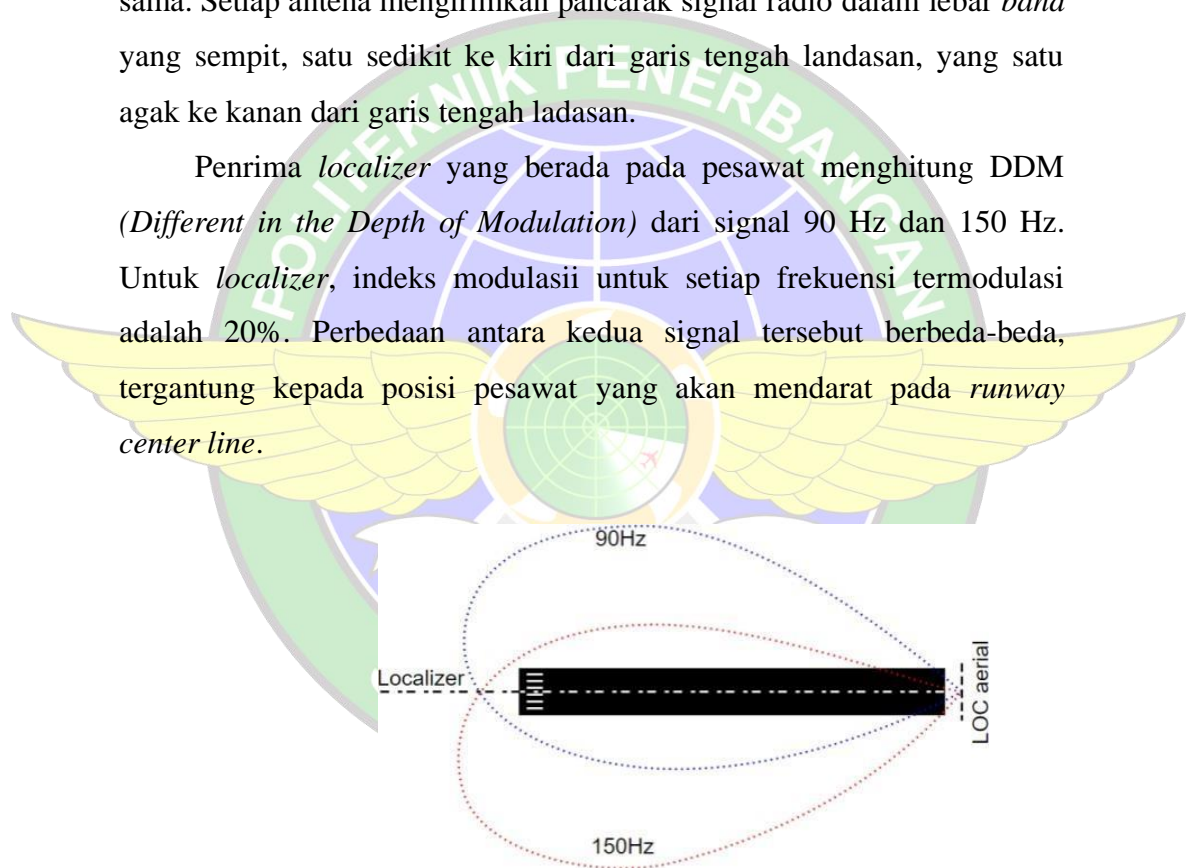 sama. Setiap antena mengirimkan pancarak signal radio dalam lebar band
yang sempit, satu sedikit ke kiri dari garis tengah landasan, yang satu
agak ke kanan dari garis tengah ladasan.
Penrima localizer yang berada pada pesawat menghitung DDM
(Different in the Depth of Modulation) dari signal 90 Hz dan 150 Hz.
Untuk localizer, indeks modulasii untuk setiap frekuensi termodulasi
adalah 20%. Perbedaan antara kedua signal tersebut berbeda-beda,
tergantung kepada posisi pesawat yang akan mendarat pada runway
center line.
POLITEKNIK PENERBANGAN
90Hz
Localizer
LOC aerial
150Hz